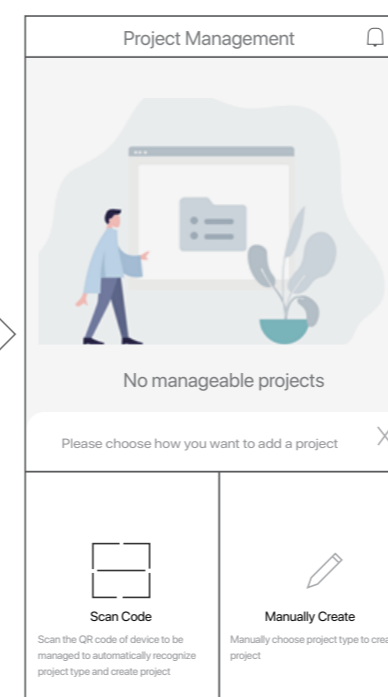 Project Management
No manageable projects
Please choose how you want to add a project
Scan Code
Scan the QR code of device to be
managed to automatically recognize
project type and create project
Manually Create
Manually choose project type to
project